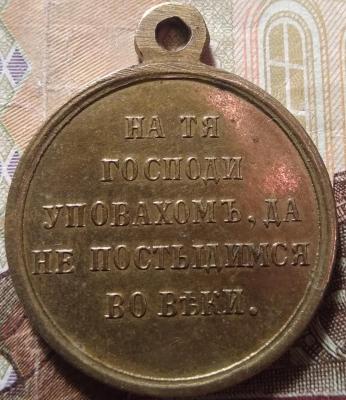 НА ТЯ
ГОСПОДИ
УПОВАХОМЪ, ДА
НЕ ПОСТЫДИМСЯ
ВО ВѢКИ.